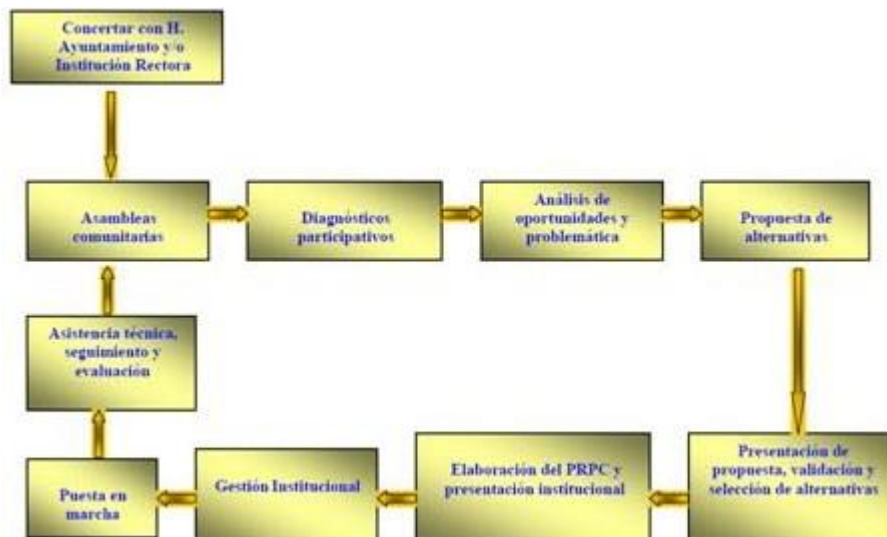 Concertar con H.
Ayuntamiento y/o
Institución Rectora
Asambleas
comunitarias
Diagnósticos
participativos
Análisis de
oportunidades y
problemática
Propuesta de
alternativas
Asistencia técnica,
seguimiento y
evaluación
Puesta en
marcha
Gestión Institucional
Elaboración del PRPC y
presentación institucional
Presentación de
propuesta, validación y
selección de alternativas